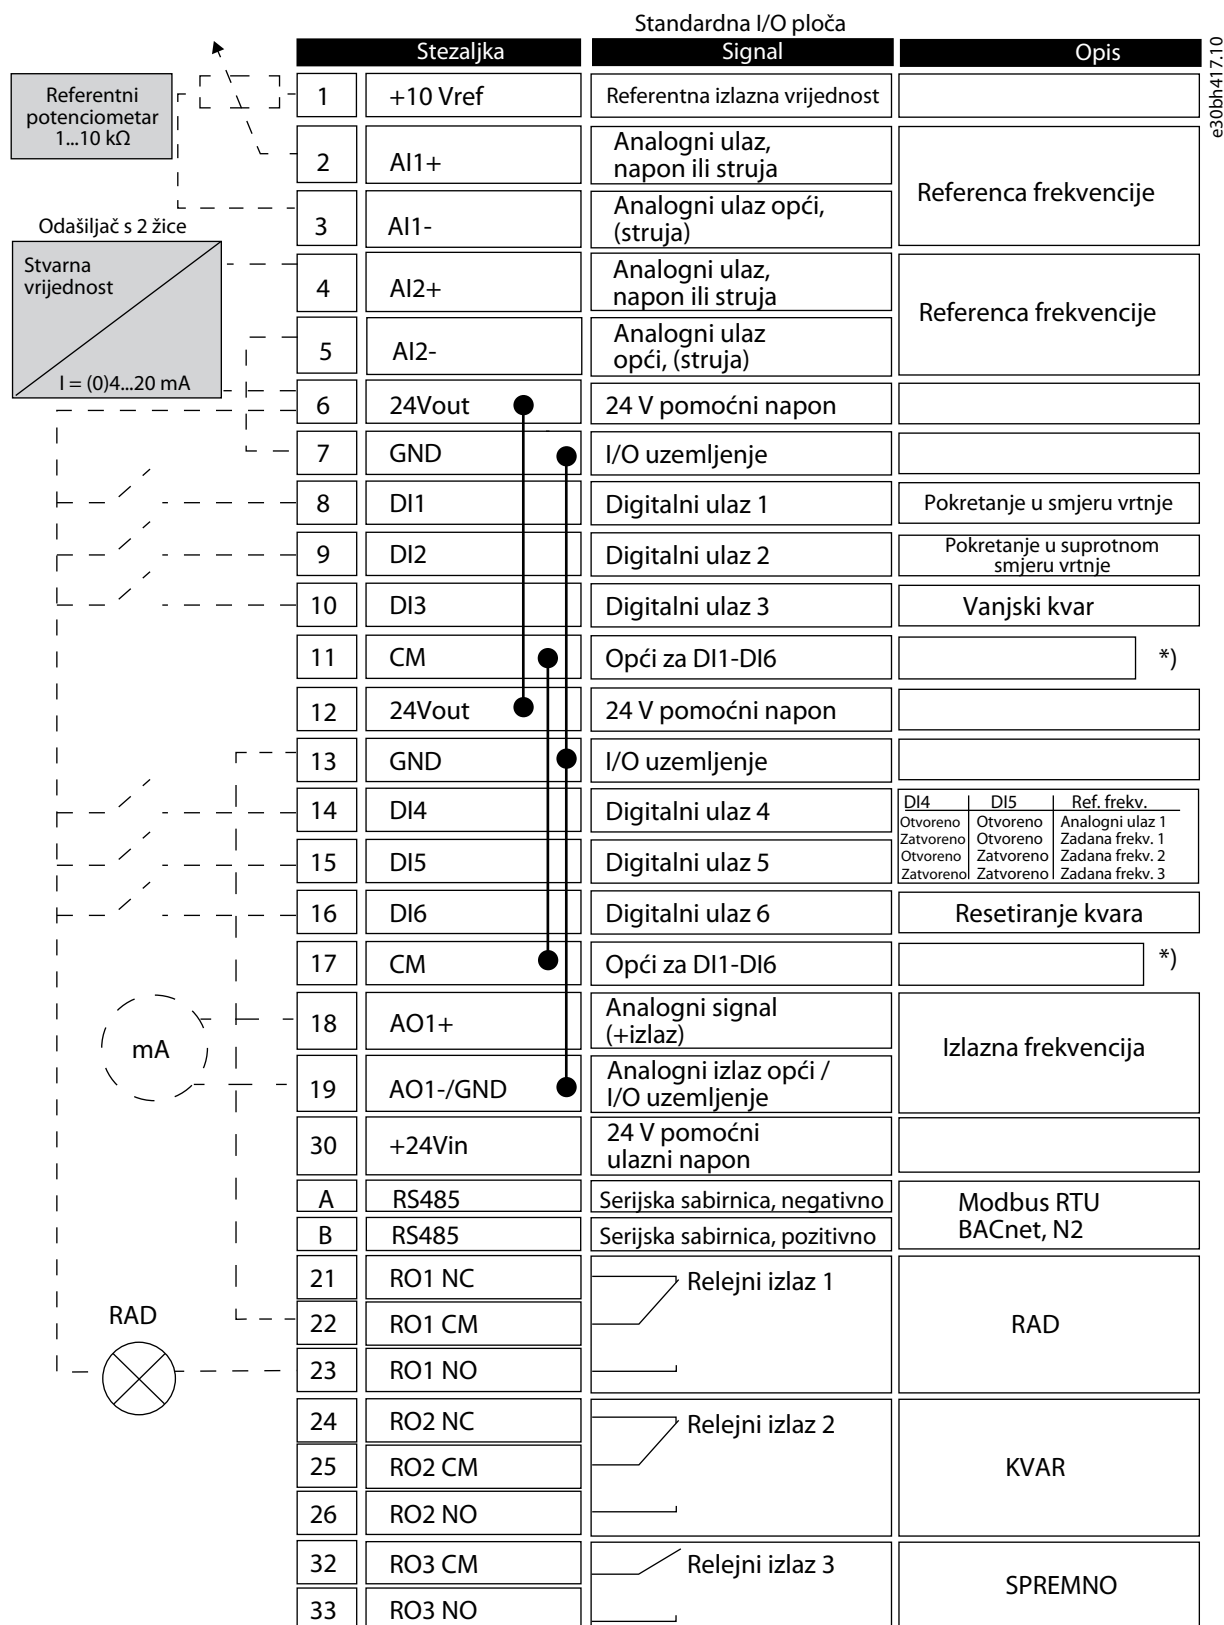 Standardna I/O ploča
Stezaljka Signal Opis
e30bh417.10
Referentni
potenciometar
1...10 kΩ
1 +10 Vref Referentna izlazna vrijednost
2 AI1+ Analogni ulaz,
napon ili struja
Referenca frekvencije
3 AI1- Analogni ulaz opći,
(struja)
Odašiljač s 2 žice
Stvarna
vrijednost
I = (0)4...20 mA
4 AI2+ Analogni ulaz,
napon ili struja
Referenca frekvencije
5 AI2- Analogni ulaz
opći, (struja)
6 24Vout 24 V pomoćni napon
7 GND I/O uzemljenje
8 DI1 Digitalni ulaz 1 Pokretanje u smjeru vrtnje
9 DI2 Digitalni ulaz 2 Pokretanje u suprotnom
smjeru vrtnje
10 DI3 Digitalni ulaz 3 Vanjski kvar
11 CM Opći za DI1-DI6 *)
12 24Vout 24 V pomoćni napon
13 GND I/O uzemljenje
14 DI4 Digitalni ulaz 4
DI4 DI5 Ref. frekv.
Otvoreno Otvoreno Analogni ulaz 1
Zatvoreno Otvoreno Zadana frekv. 1
Otvoreno Zatvoreno Zadana frekv. 2
Zatvoreno Zatvoreno Zadana frekv. 3
15 DI5 Digitalni ulaz 5
16 DI6 Digitalni ulaz 6 Resetiranje kvara
17 CM Opći za DI1-DI6 *)
mA
18 AO1+ Analogni signal
(+izlaz)
Izlazna frekvencija
19 AO1-/GND Analogni izlaz opći /
I/O uzemljenje
30 +24Vin 24 V pomoćni
ulazni napon
A RS485 Serijska sabirnica, negativno
Modbus RTU
BACnet, N2
B RS485 Serijska sabirnica, pozitivno
21 RO1 NC Relejni izlaz 1
RAD
22 RO1 CM RAD
23 RO1 NO
24 RO2 NC Relejni izlaz 2
25 RO2 CM KVAR
26 RO2 NO
32 RO3 CM Relejni izlaz 3
SPREMNO
33 RO3 NO